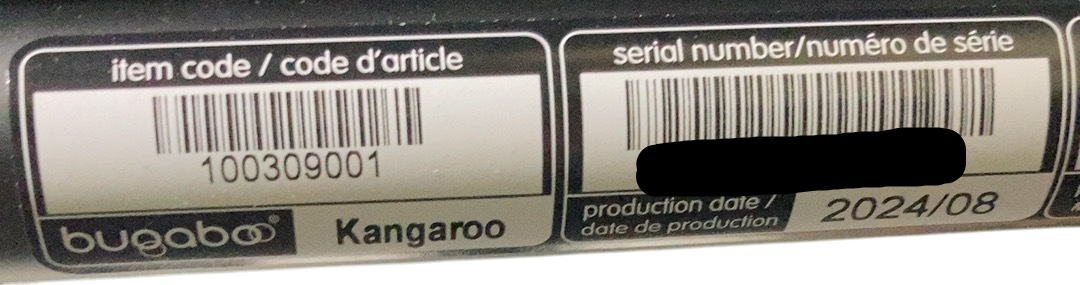 item code / code d'article
100309001
bugaboo®
Kangaroo
serial number/numéro de série
production date /
date de production
2024/08